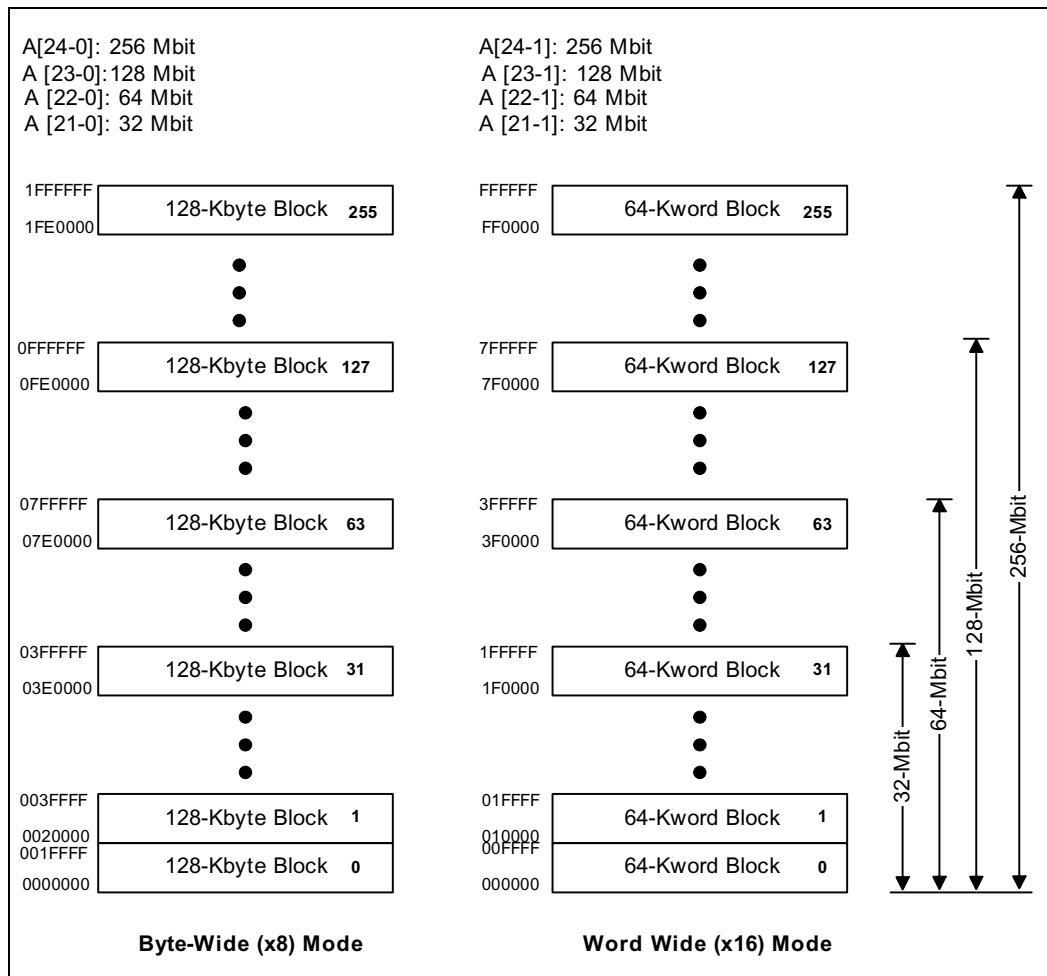 A[24-0]: 256 Mbit
A [23-0]:128 Mbit
A [22-0]: 64 Mbit
A [21-0]: 32 Mbit
A[24-1]: 256 Mbit
A [23-1]: 128 Mbit
A [22-1]: 64 Mbit
A [21-1]: 32 Mbit
1FFFFFF
128-Kbyte Block 255
1FE0000
FFFFFF
64-Kword Block 255
FF0000
0FFFFFF
128-Kbyte Block 127
0FE0000
7FFFFF
64-Kword Block 127
7F0000
07FFFFF
128-Kbyte Block 63
07E0000
3FFFFF
64-Kword Block 63
3F0000
03FFFFF
128-Kbyte Block 31
03E0000
1FFFFF
64-Kword Block 31
1F0000
003FFFF
128-Kbyte Block 1
0020000
001FFFF
128-Kbyte Block 0
0000000
01FFFF
64-Kword Block 1
010000
00FFFF
64-Kword Block 0
000000
32-Mbit
64-Mbit
128-Mbit
256-Mbit
Byte-Wide (x8) Mode
Word Wide (x16) Mode